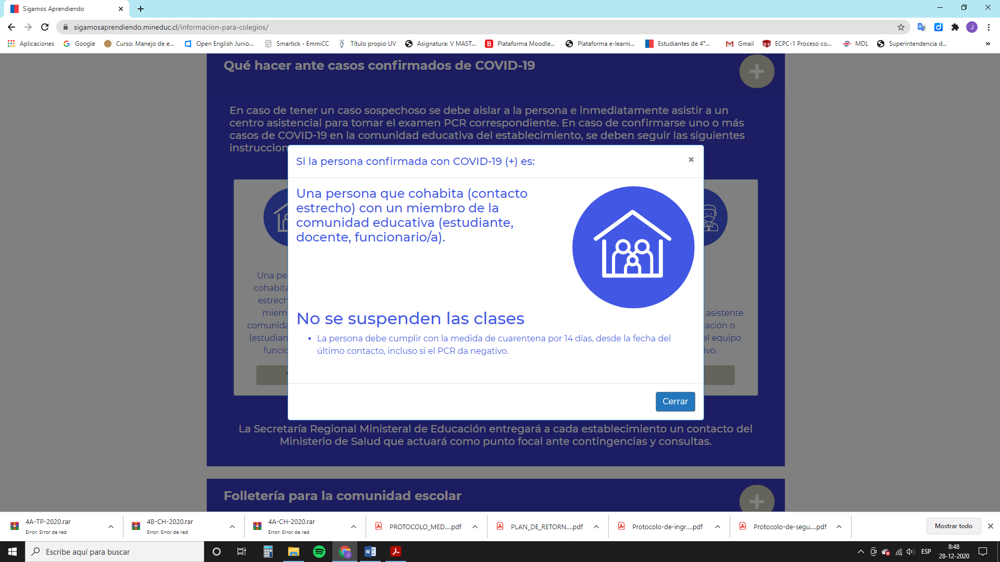 Sigamos Aprendiendo
sigamosaprendiendo.mineduc.cl/informacion-para-colegios/
J
Aplicaciones
Google
Curso: Manejo de e...
Open English Junio...
Smartick - EmmiCC
Título propio UV
Asignatura: V MAST...
Plataforma Moodle...
Plataforma e-learni...
Estudiantes de 4°...
Gmail
ECPC-1 Proceso co...
MDL
Superintendencia d...
»
Qué hacer ante casos confirmados de COVID-19
En caso de tener un caso sospechoso se debe aislar a la persona e inmediatamente asistir a un
centro asistencial para tomar el examen PCR correspondiente. En caso de confirmarse uno o más
casos de COVID-19 en la comunidad educativa del establecimiento, se deben seguir las siguientes
instruccion
Si la persona confirmada con COVID-19 (+) es:
×
Una persona que cohabita (contacto
estrecho) con un miembro de la
comunidad educativa (estudiante,
docente, funcionario/a).
No se suspenden las clases
• La persona debe cumplir con la medida de cuarentena por 14 días, desde la fecha del
último contacto, incluso si el PCR da negativo.
Cerrar
Una pe
cohabita
estrech
miem
comunida
(estudian
funcio
asistente
cación o
el equipo
ivo.
La Secretaría Regional Ministeral de Educación entregará a cada establecimiento un contacto del
Ministerio de Salud que actuará como punto focal ante contingencias y consultas.
Folletería para la comunidad escolar
4A-TP-2020.rar
Error: Error de red
4B-CH-2020.rar
Error: Error de red
4A-CH-2020.rar
Error: Error de red
PROTOCOLO_MED....pdf
PLAN_DE_RETORN....pdf
Protocolo-de-ingr....pdf
Protocolo-de-segu....pdf
Mostrar todo
Escribe aquí para buscar
ESP
8:48
28-12-2020